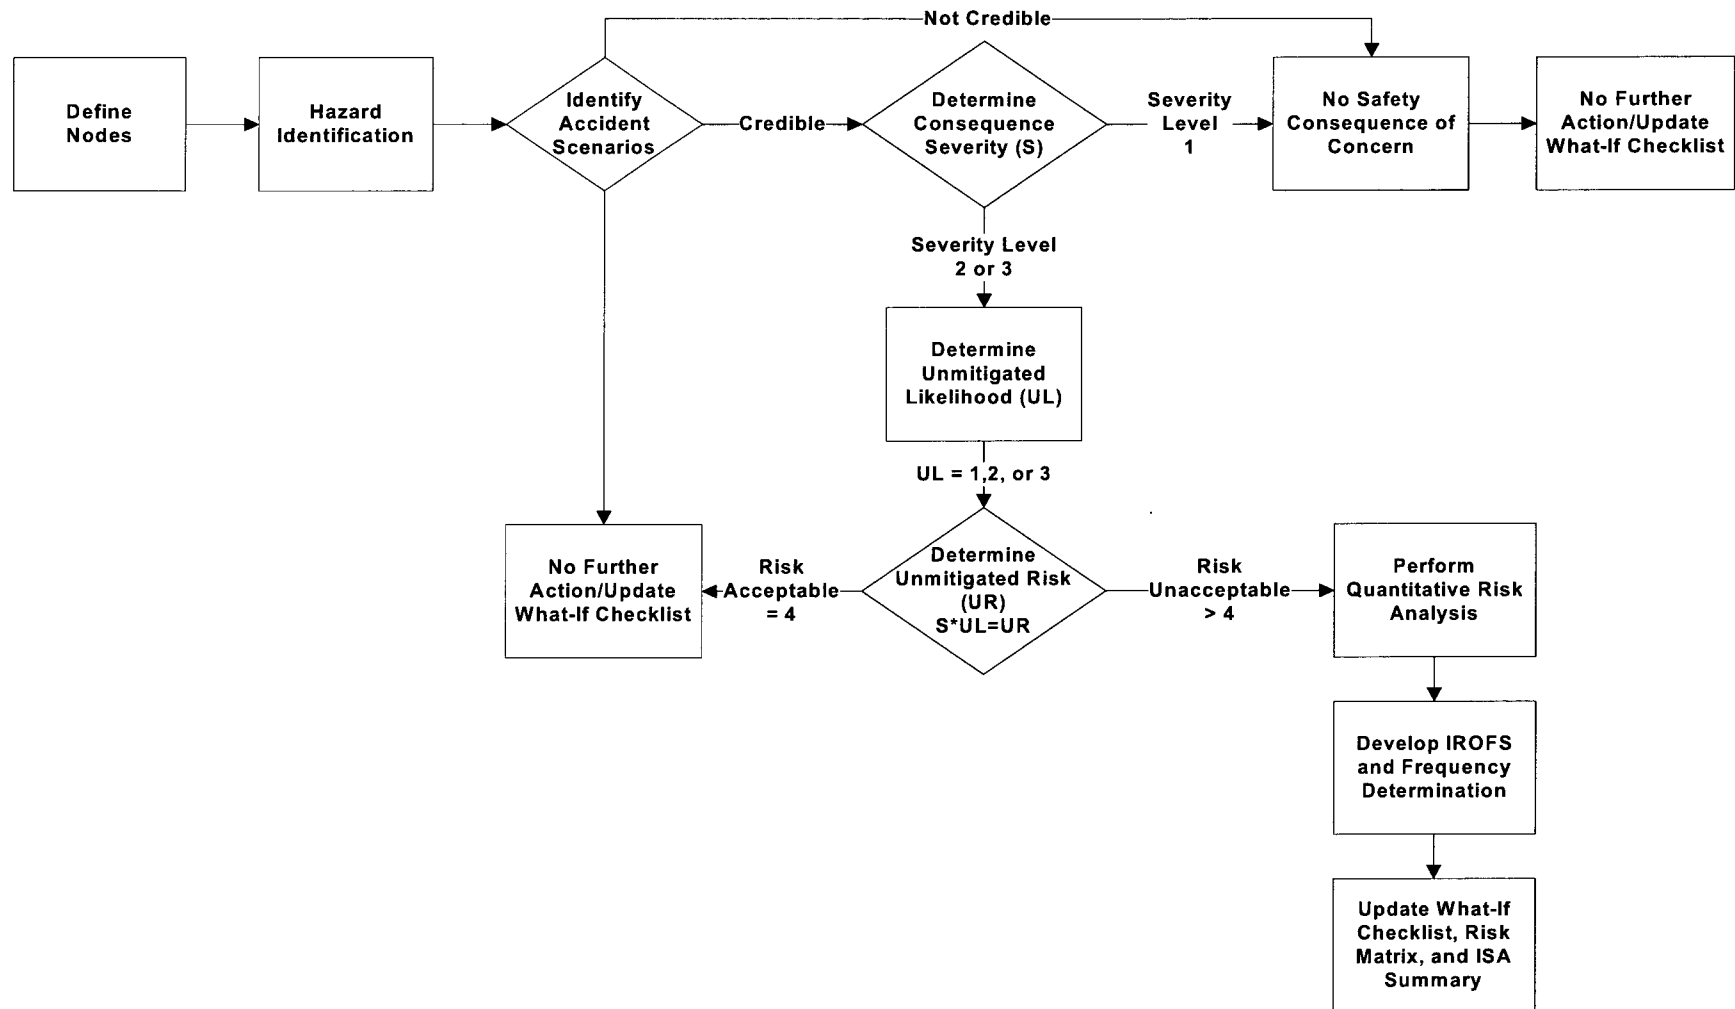 Not Credible
Define
Nodes
Hazard
Identification
Identify
Accident
Scenarios
Credible
Determine
Consequence
Severity (S)
Severity
Level
1
No Safety
Consequence of
Concern
No Further
Action/Update
What-If Checklist
Severity Level
2 or 3
Determine
Unmitigated
Likelihood (UL)
UL = 1,2, or 3
No Further
Action/Update
What-If Checklist
Risk
Acceptable
= 4
Determine
Unmitigated Risk
(UR)
S*UL=UR
Risk
Unacceptable
> 4
Perform
Quantitative Risk
Analysis
Develop IROFS
and Frequency
Determination
Update What-If
Checklist, Risk
Matrix, and ISA
Summary